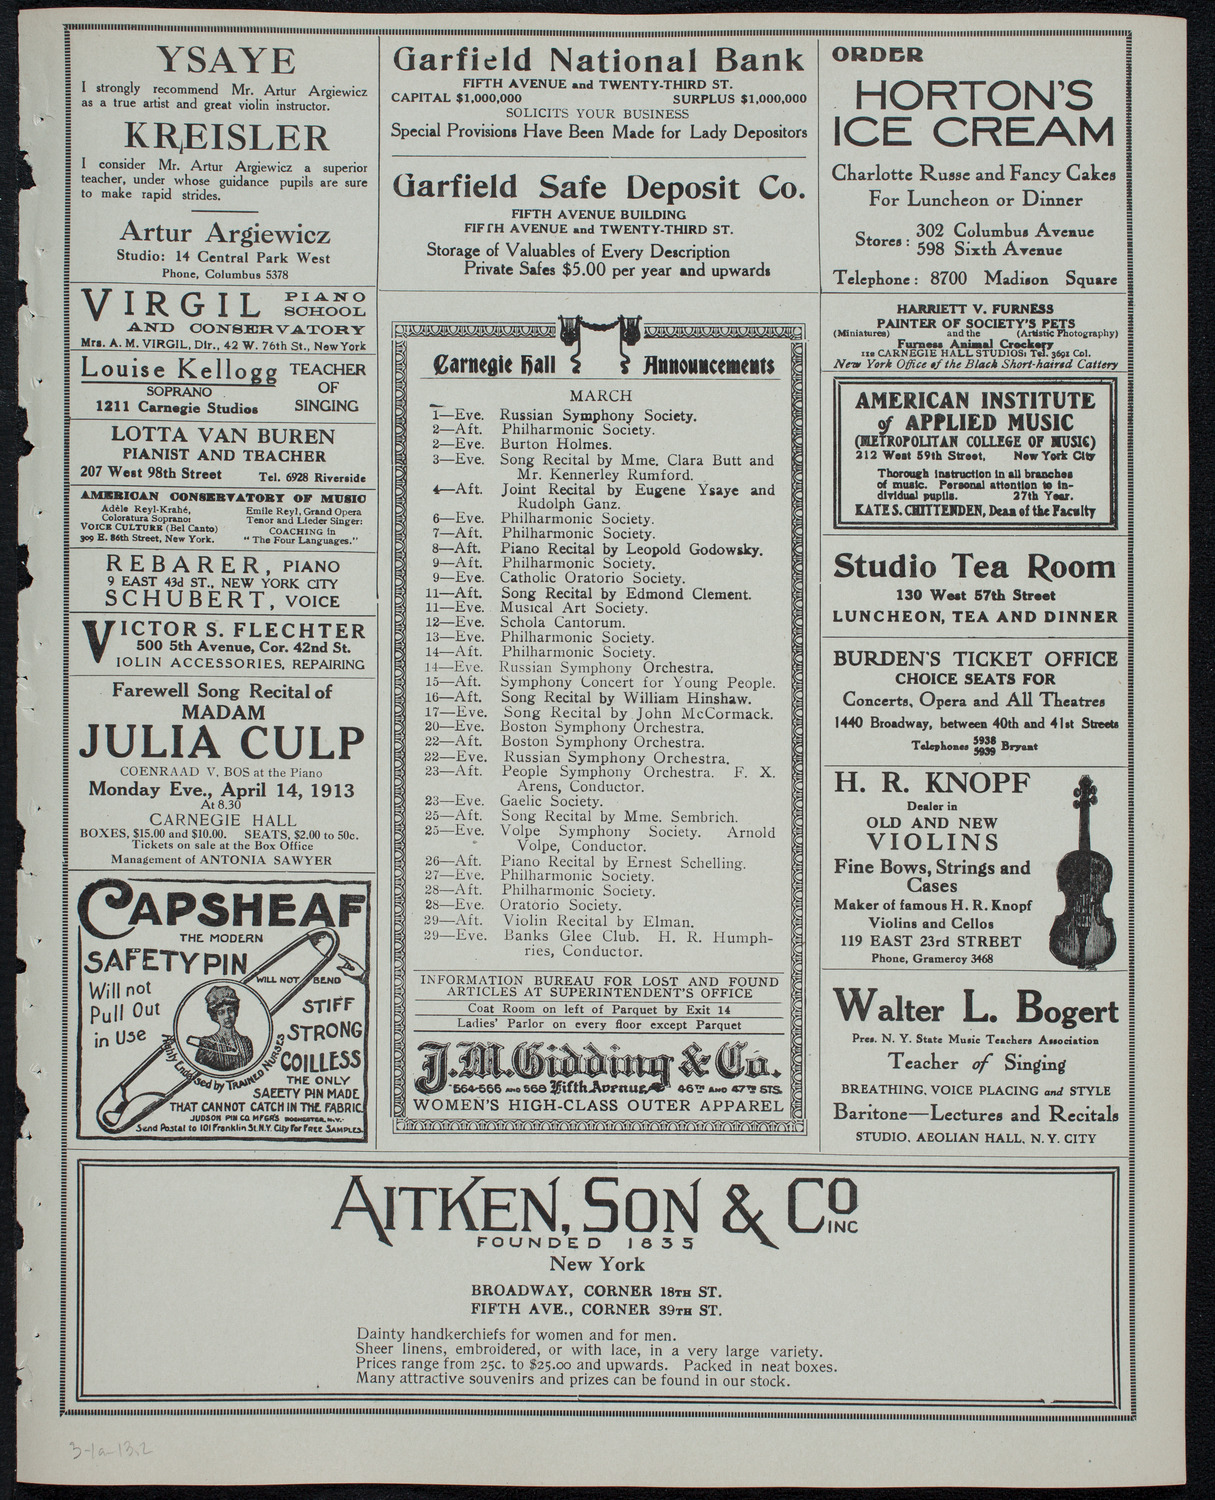 YSAYE
I strongly recommend Mr. Artur Argiewicz
as a true artist and great violin instructor.
KREISLER
I consider Mr. Artur Argiewicz a superior
teacher, under whose guidance pupils are sure
to make rapid strides.
Artur Argiewicz
Studio: 14 Central Park West
Phone, Columbus 5378
VIRGIL PIANO
SCHOOL
AND CONSERVATORY
Mrs. A. M. VIRGIL, Dir., 42 W. 76th St., New York
Louise Kellogg
SOPRANO
1211 Carnegie Studios
TEACHER
OF
SINGING
LOTTA VAN BUREN
PIANIST AND TEACHER
207 West 98th Street Tel. 6928 Riverside
AMERICAN CONSERVATORY OF MUSIC
Adèle Reyl-Krahé,
Coloratura Soprano:
VOICE CULTURE (Bel Canto)
309 E. 86th Street, New York.
Emile Reyl, Grand Opera
Tenor and Lieder Singer:
COACHING in
"The Four Languages."
REBARER, PIANO
9 EAST 43d ST., NEW YORK CITY
SCHUBERT, VOICE
VICTOR S. FLECHTER
500 5th Avenue, Cor. 42nd St.
VIOLIN ACCESSORIES, REPAIRING
Farewell Song Recital of
MADAM
JULIA CULP
COENRAAD V. BOS at the Piano
Monday Eve., April 14, 1913
At 8.30
CARNEGIE HALL
BOXES, $15.00 and $10.00. SEATS, $2.00 to 50c.
Tickets on sale at the Box Office
Management of ANTONIA SAWYER
CAPSHEAF
THE MODERN
SAFETY PIN
WILL NOT BEND
Will not
Pull Out
in Use
STIFF
STRONG
COILLESS
Highly Endorsed by TRAINED NURSES
THE ONLY
SAFETY PIN MADE
THAT CANNOT CATCH IN THE FABRIC.
JUDSON PIN CO. MFGR'S ROCHESTER, N.Y.
Send Postal to 101 Franklin St. N.Y. City For FREE SAMPLES.
Garfield National Bank
FIFTH AVENUE and TWENTY-THIRD ST.
CAPITAL $1,000,000 SURPLUS $1,000,000
SOLICITS YOUR BUSINESS
Special Provisions Have Been Made for Lady Depositors
Garfield Safe Deposit Co.
FIFTH AVENUE BUILDING
FIFTH AVENUE and TWENTY-THIRD ST.
Storage of Valuables of Every Description
Private Safes $5.00 per year and upwards
Carnegie Hall Announcements
MARCH
1—Eve. Russian Symphony Society.
2—Aft. Philharmonic Society.
2—Eve. Burton Holmes.
3—Eve. Song Recital by Mme. Clara Butt and
Mr. Kennerley Rumford.
4—Aft. Joint Recital by Eugene Ysaye and
Rudolph Ganz.
6—Eve. Philharmonic Society.
7—Aft. Philharmonic Society.
8—Aft. Piano Recital by Leopold Godowsky.
9—Aft. Philharmonic Society.
9—Eve. Catholic Oratorio Society.
11—Aft. Song Recital by Edmond Clement.
11—Eve. Musical Art Society.
12—Eve. Schola Cantorum.
13—Eve. Philharmonic Society.
14—Aft. Philharmonic Society.
14—Eve. Russian Symphony Orchestra.
15—Aft. Symphony Concert for Young People.
16—Aft. Song Recital by William Hinshaw.
17—Eve. Song Recital by John McCormack.
20—Eve. Boston Symphony Orchestra.
22—Aft. Boston Symphony Orchestra.
22—Eve. Russian Symphony Orchestra.
23—Aft. People Symphony Orchestra. F. X.
Arens, Conductor.
23—Eve. Gaelic Society.
25—Aft. Song Recital by Mme. Sembrich.
25—Eve. Volpe Symphony Society. Arnold
Volpe, Conductor.
26—Aft. Piano Recital by Ernest Schelling.
27—Eve. Philharmonic Society.
28—Aft. Philharmonic Society.
28—Eve. Oratorio Society.
29—Aft. Violin Recital by Elman.
29—Eve. Banks Glee Club. H. R. Humph-
ries, Conductor.
INFORMATION BUREAU FOR LOST AND FOUND
ARTICLES AT SUPERINTENDENT'S OFFICE
Coat Room on left of Parquet by Exit 14
Ladies' Parlor on every floor except Parquet
J. M. Gidding & Co.
564-566 AND 568 Fifth Avenue 46TH AND 47TH STS.
WOMEN'S HIGH-CLASS OUTER APPAREL
ORDER
HORTON'S
ICE CREAM
Charlotte Russe and Fancy Cakes
For Luncheon or Dinner
Stores: 302 Columbus Avenue
598 Sixth Avenue
Telephone: 8700 Madison Square
HARRIETT V. FURNESS
PAINTER OF SOCIETY'S PETS
(Miniatures) and the (Artistic Photography)
Furness Animal Crockery
112 CARNEGIE HALL STUDIOS: Tel. 3691 Col.
New York Office of the Black Short-haired Cattery
AMERICAN INSTITUTE
of APPLIED MUSIC
(METROPOLITAN COLLEGE OF MUSIC)
212 West 59th Street, New York City
Thorough instruction in all branches
of music. Personal attention to in-
dividual pupils. 27th Year.
KATE S. CHITTENDEN, Dean of the Faculty
Studio Tea Room
130 West 57th Street
LUNCHEON, TEA AND DINNER
BURDEN'S TICKET OFFICE
CHOICE SEATS FOR
Concerts, Opera and All Theatres
1440 Broadway, between 40th and 41st Streets
Telephones 5938
5939 Bryant
H. R. KNOPF
Dealer in
OLD AND NEW
VIOLINS
Fine Bows, Strings and
Cases
Maker of famous H. R. Knopf
Violins and Cellos
119 EAST 23rd STREET
Phone, Gramercy 3468
Walter L. Bogert
Pres. N. Y. State Music Teachers Association
Teacher of Singing
BREATHING, VOICE PLACING and STYLE
Baritone—Lectures and Recitals
STUDIO, AEOLIAN HALL, N. Y. CITY
AITKEN, SON & CO INC
FOUNDED 1835
New York
BROADWAY, CORNER 18TH ST.
FIFTH AVE., CORNER 39TH ST.
Dainty handkerchiefs for women and for men.
Sheer linens, embroidered, or with lace, in a very large variety.
Prices range from 25c. to $25.00 and upwards. Packed in neat boxes.
Many attractive souvenirs and prizes can be found in our stock.
3-1a-13.2